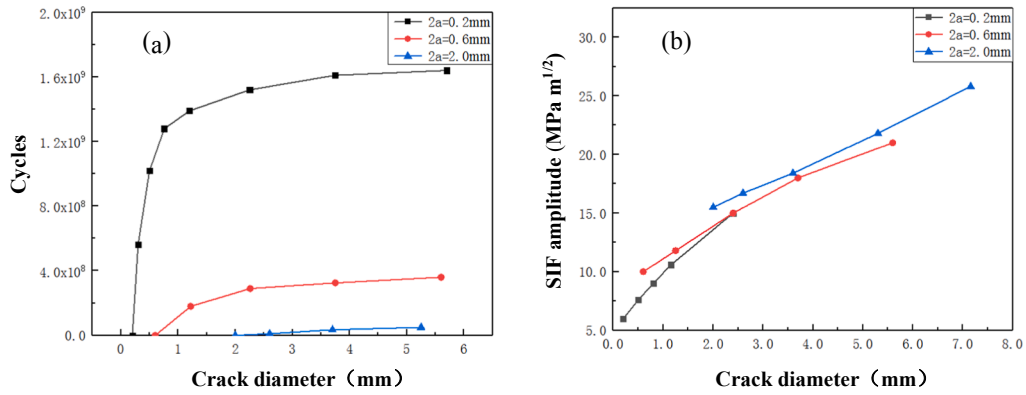 (a)
2a=0.2mm
2a=0.6mm
2a=2.0mm
2.0x10⁹
1.6x10⁹
1.2x10⁹
8.0x10⁸
4.0x10⁸
0.0
Cycles
0 1 2 3 4 5 6
Crack diameter（mm）
(b)
2a=0.2mm
2a=0.6mm
2a=2.0mm
30.0
25.0
20.0
15.0
10.0
5.0
SIF amplitude (MPa m¹/²)
0.0 1.0 2.0 3.0 4.0 5.0 6.0 7.0 8.0
Crack diameter（mm）